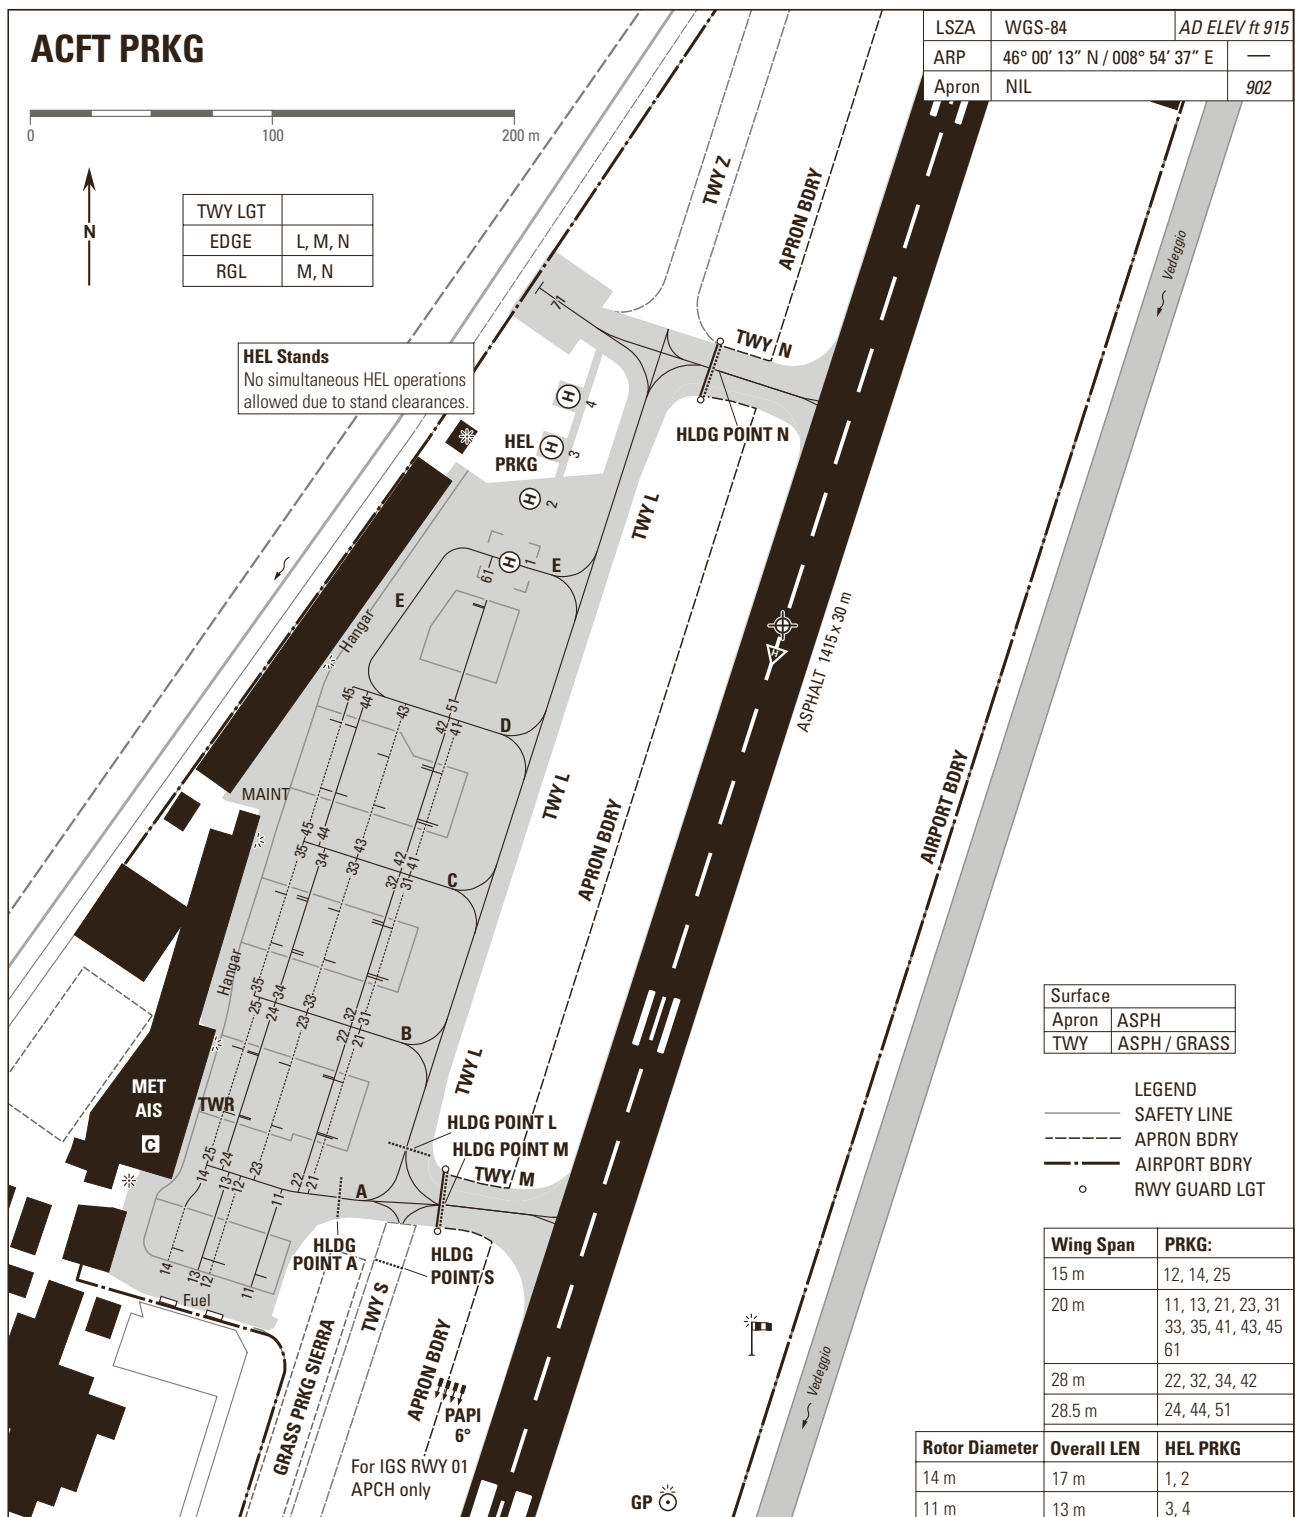 ACFT PRKG
LSZA WGS-84 AD ELEV ft 915
ARP 46° 00′ 13″ N / 008° 54′ 37″ E —
Apron NIL 902
0 100 200 m
N
TWY LGT
EDGE L, M, N
RGL M, N
HEL Stands
No simultaneous HEL operations
allowed due to stand clearances.
TWY Z
APRON BDRY
Vedeggio
71
TWY N
HLDG POINT N
H 4
H 3
HEL
PRKG
H 2
H 1
61
E
E
TWY L
Hangar
ASPHALT 1415 x 30 m
H
45 44 43 42 51 41
D
MAINT
TWY L
APRON BDRY
AIRPORT BDRY
45 44 43 42 41
35 34 33 32 31
C
Hangar
35 34 33 32 31
25 24 23 22 21
B
TWY L
MET
AIS
C
TWR
HLDG POINT L
HLDG POINT M
TWY M
25 24 23 22 21
14 13 12 11
A
HLDG
POINT A
HLDG
POINT S
14 13 12 11
Fuel
TWY S
GRASS PRKG SIERRA
APRON BDRY
PAPI
6°
For IGS RWY 01
APCH only
GP
Vedeggio
Surface
Apron ASPH
TWY ASPH / GRASS
LEGEND
SAFETY LINE
APRON BDRY
AIRPORT BDRY
RWY GUARD LGT
Wing Span PRKG:
15 m 12, 14, 25
20 m 11, 13, 21, 23, 31
33, 35, 41, 43, 45
61
28 m 22, 32, 34, 42
28.5 m 24, 44, 51
Rotor Diameter Overall LEN HEL PRKG
14 m 17 m 1, 2
11 m 13 m 3, 4